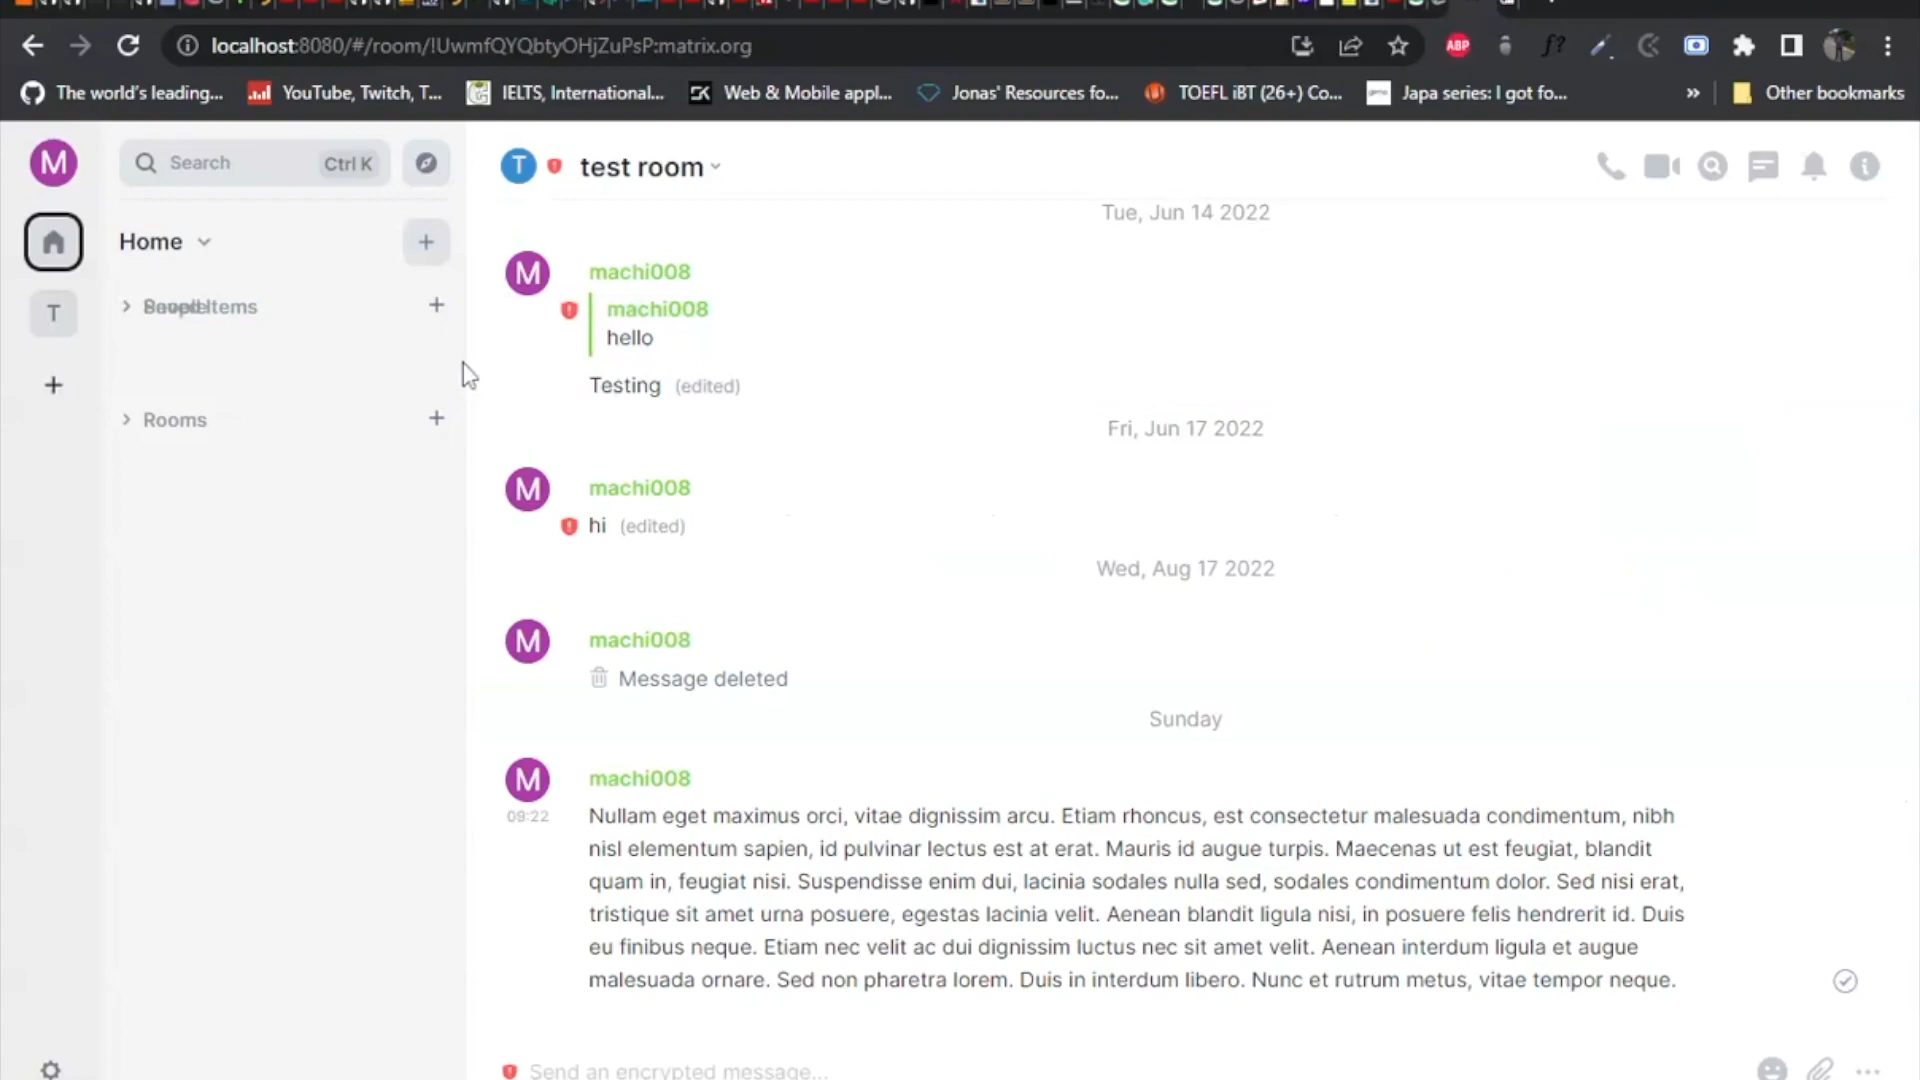 localhost:8080/#/room/!UwmfQYQbtyOHjZuPsP:matrix.org
ABP
f?
The world's leading...
YouTube, Twitch, T...
IELTS, International...
Web & Mobile appl...
Jonas' Resources fo...
TOEFL iBT (26+) Co...
Japa series: I got fo...
»
Other bookmarks
M
Search
Ctrl K
T
test room
Tue, Jun 14 2022
Home
T
Items
Rooms
M
machi008
machi008
hello
Testing (edited)
Fri, Jun 17 2022
M
machi008
hi (edited)
Wed, Aug 17 2022
M
machi008
Message deleted
Sunday
M
machi008
09:22
Nullam eget maximus orci, vitae dignissim arcu. Etiam rhoncus, est consectetur malesuada condimentum, nibh
nisl elementum sapien, id pulvinar lectus est at erat. Mauris id augue turpis. Maecenas ut est feugiat, blandit
quam in, feugiat nisi. Suspendisse enim dui, lacinia sodales nulla sed, sodales condimentum dolor. Sed nisi erat,
tristique sit amet urna posuere, egestas lacinia velit. Aenean blandit ligula nisi, in posuere felis hendrerit id. Duis
eu finibus neque. Etiam nec velit ac dui dignissim luctus nec sit amet velit. Aenean interdum ligula et augue
malesuada ornare. Sed non pharetra lorem. Duis in interdum libero. Nunc et rutrum metus, vitae tempor neque.
Send an encrypted message...